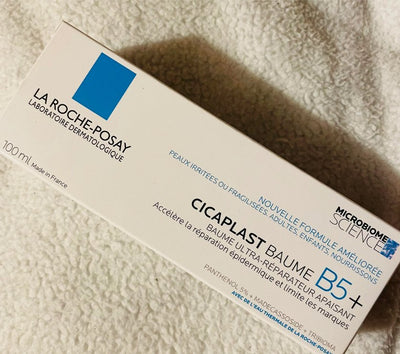 LA ROCHE-POSAY
LABORATOIRE DERMATOLOGIQUE
100 ml Made in France
MICROBIOME
SCIENCE
NOUVELLE FORMULE AMÉLIORÉE
PEAUX IRRITÉES OU FRAGILISÉES, ADULTES, ENFANTS, NOURRISSONS
CICAPLAST BAUME B5+
BAUME ULTRA-RÉPARATEUR APAISANT
Accélère la réparation épidermique et limite les marques
PANTHENOL 5% + MADECASSOSIDE + TRIBIOMA
AVEC DE L'EAU THERMALE DE LA ROCHE-POSAY